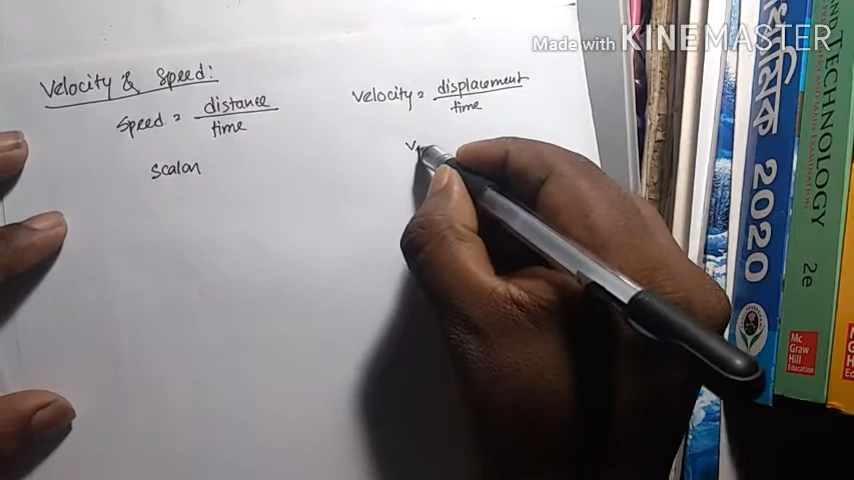 Made with KINEMASTER
Velocity & Speed:
Speed = distance
time
Velocity = displacement
time
scalar
AND TECHNOLOGY
2e
Mc
Graw
Hill
Education
2020